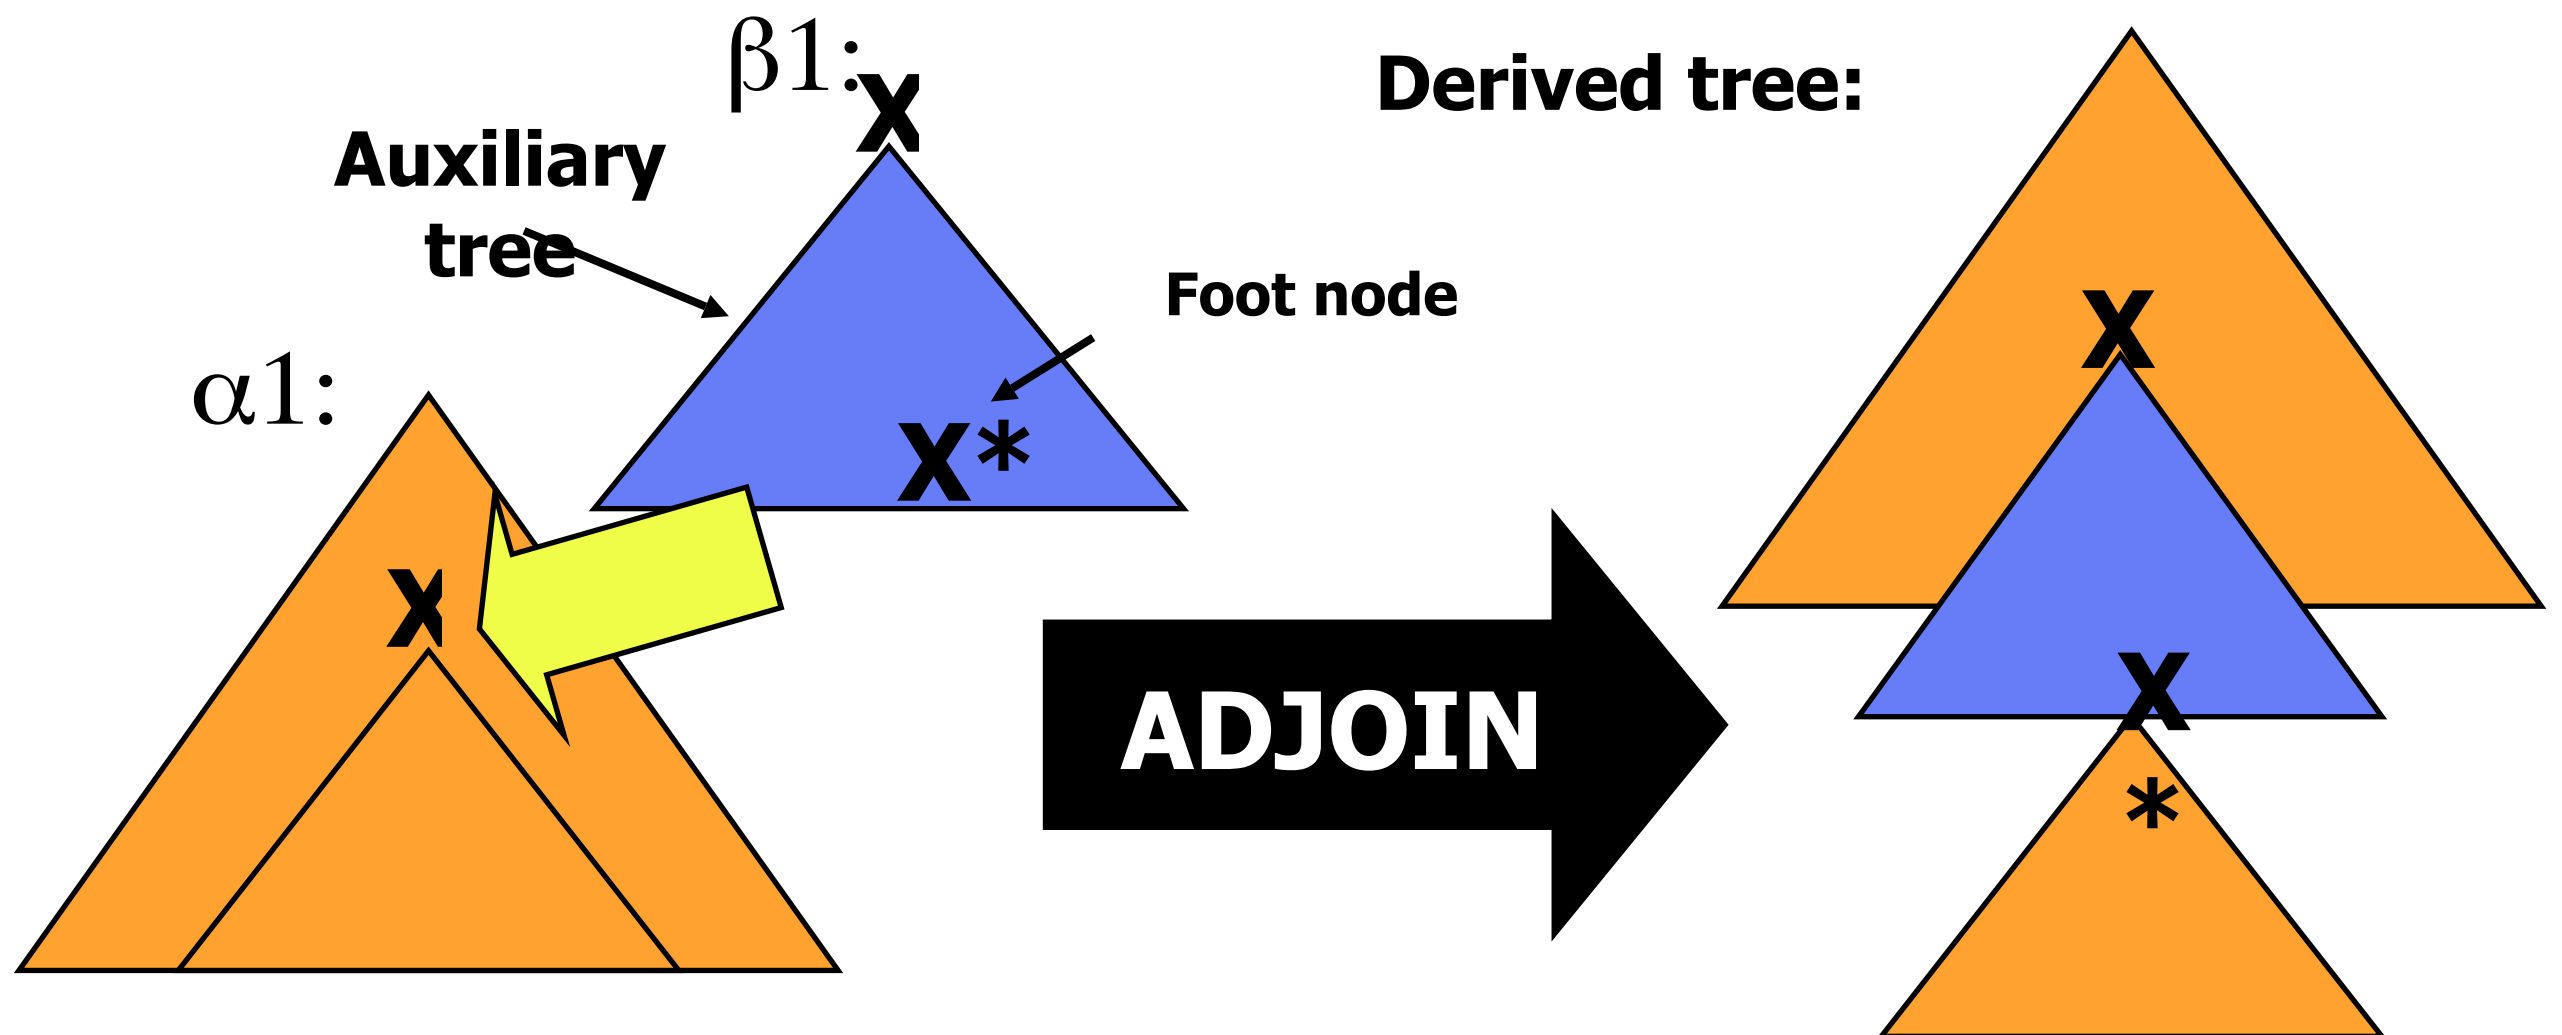 β1:
X
Auxiliary
tree
Foot node
X*
α1:
X
ADJOIN
Derived tree:
X
X
*